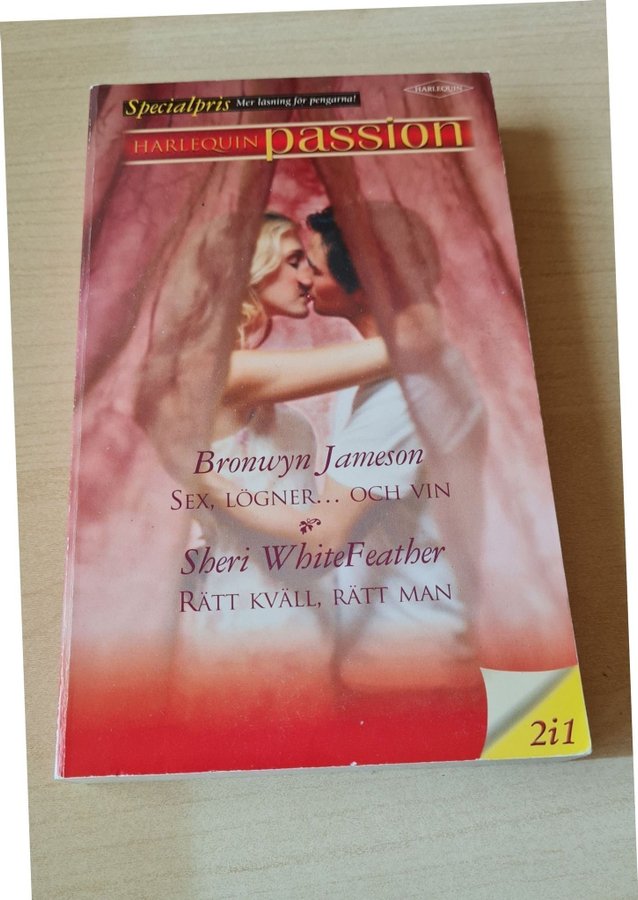 Specialpris Mer läsning för pengarna!
HARLEQUIN
HARLEQUIN passion
Bronwyn Jameson
SEX, LÖGNER... OCH VIN
Sheri WhiteFeather
RÄTT KVÄLL, RÄTT MAN
2i1